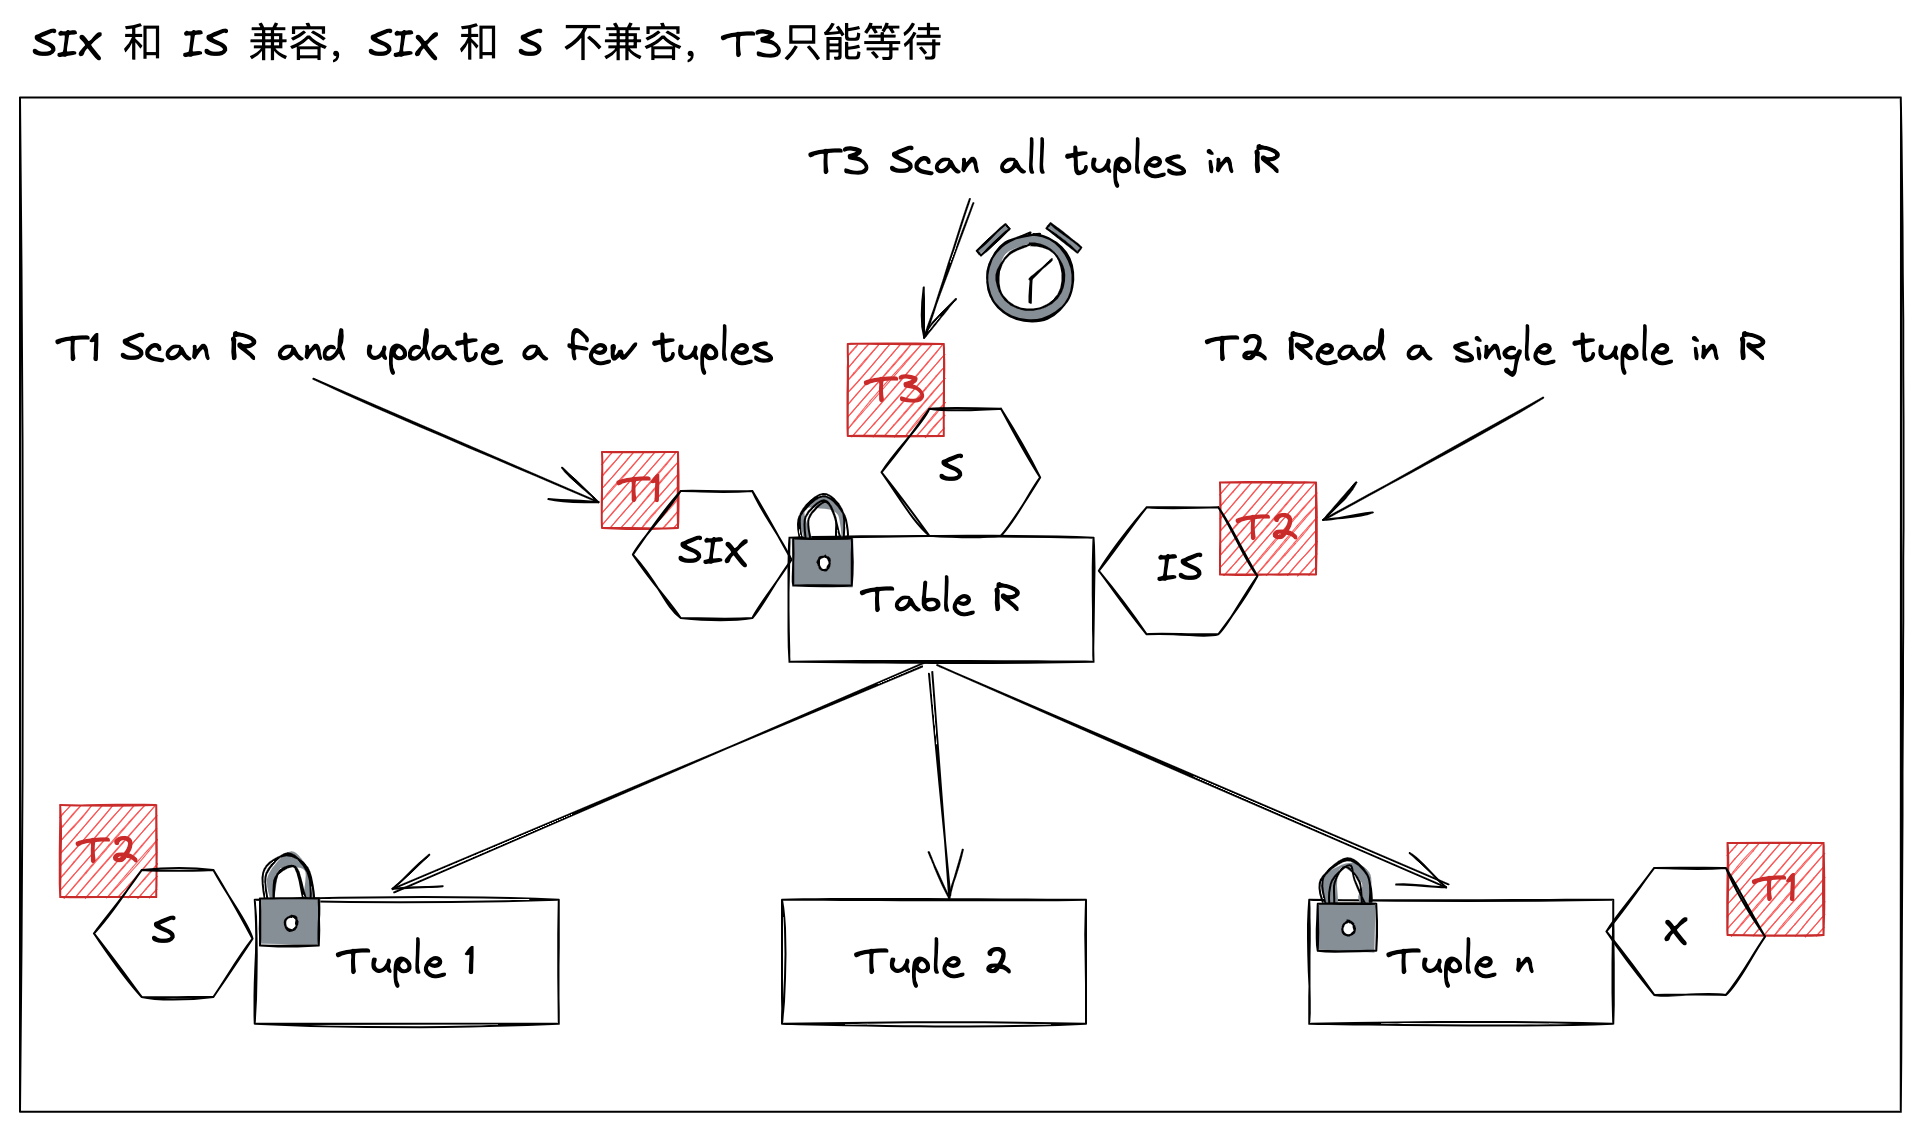 SIX 和 IS 兼容，SIX 和 S 不兼容，T3只能等待
T3 Scan all tuples in R
T1 Scan R and update a few tuples
T2 Read a single tuple in R
T3
S
T1
SIX
T2
IS
Table R
T2
S
Tuple 1
Tuple 2
Tuple n
X
T1